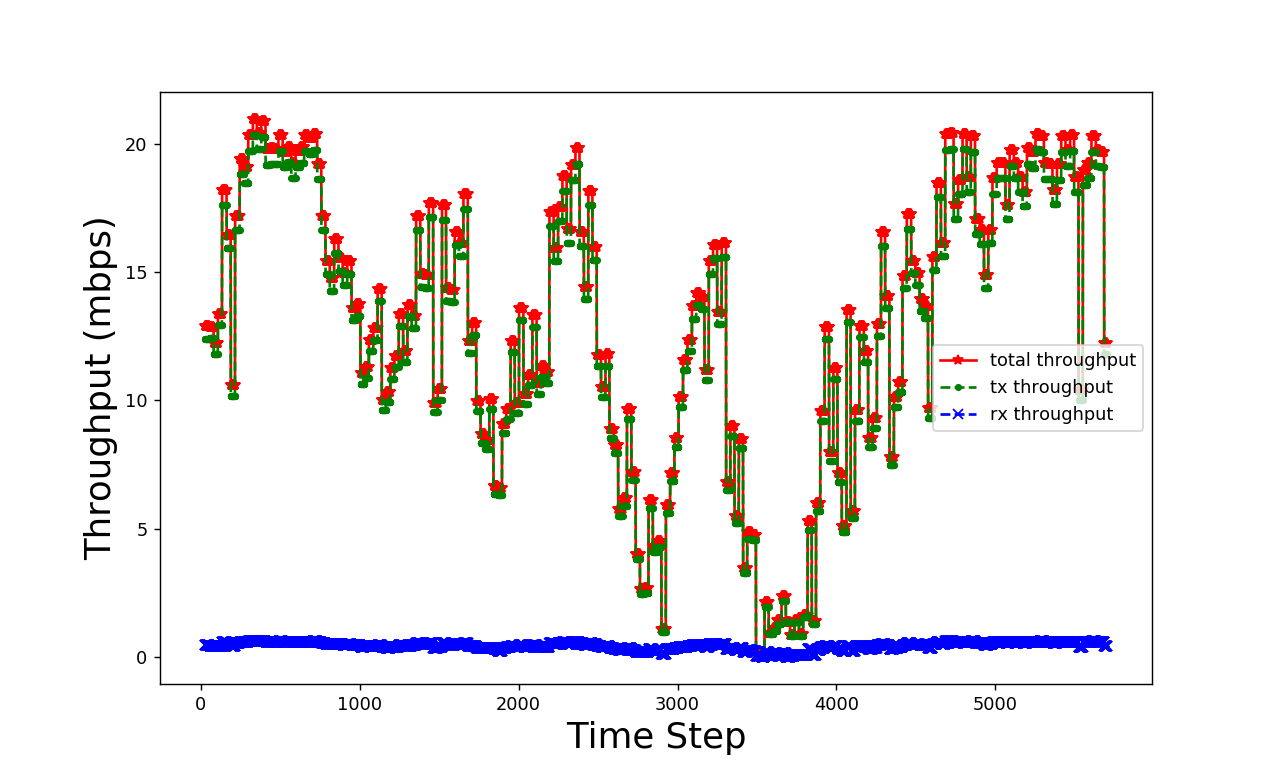 20
15
10
5
0
Throughput (mbps)
total throughput
tx throughput
rx throughput
0 1000 2000 3000 4000 5000
Time Step